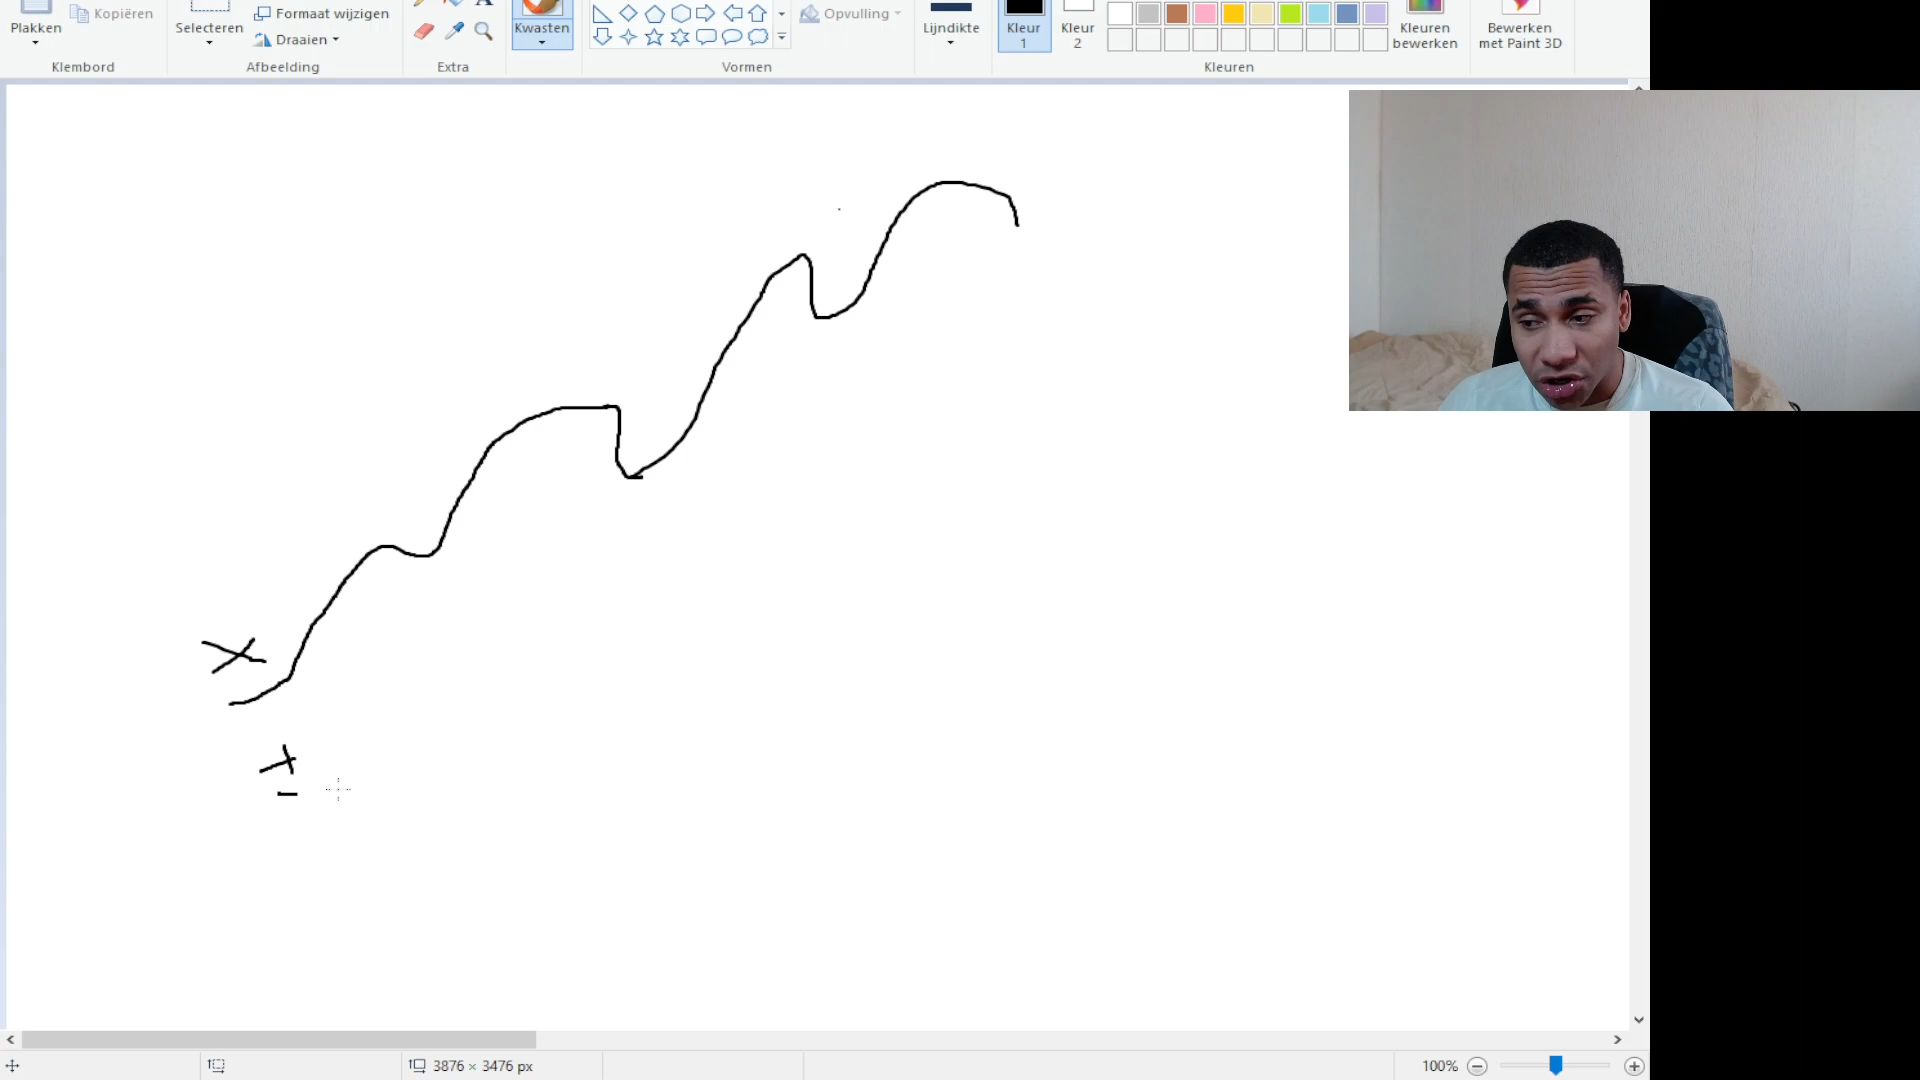 Plakken
Kopiëren
Klembord
Selecteren
Formaat wijzigen
Draaien
Afbeelding
Extra
Kwasten
Opvulling
Vormen
Lijndikte
Kleur
1
Kleur
2
Kleuren
bewerken
Kleuren
Bewerken
met Paint 3D
X
+
-
3876 × 3476 px
100%